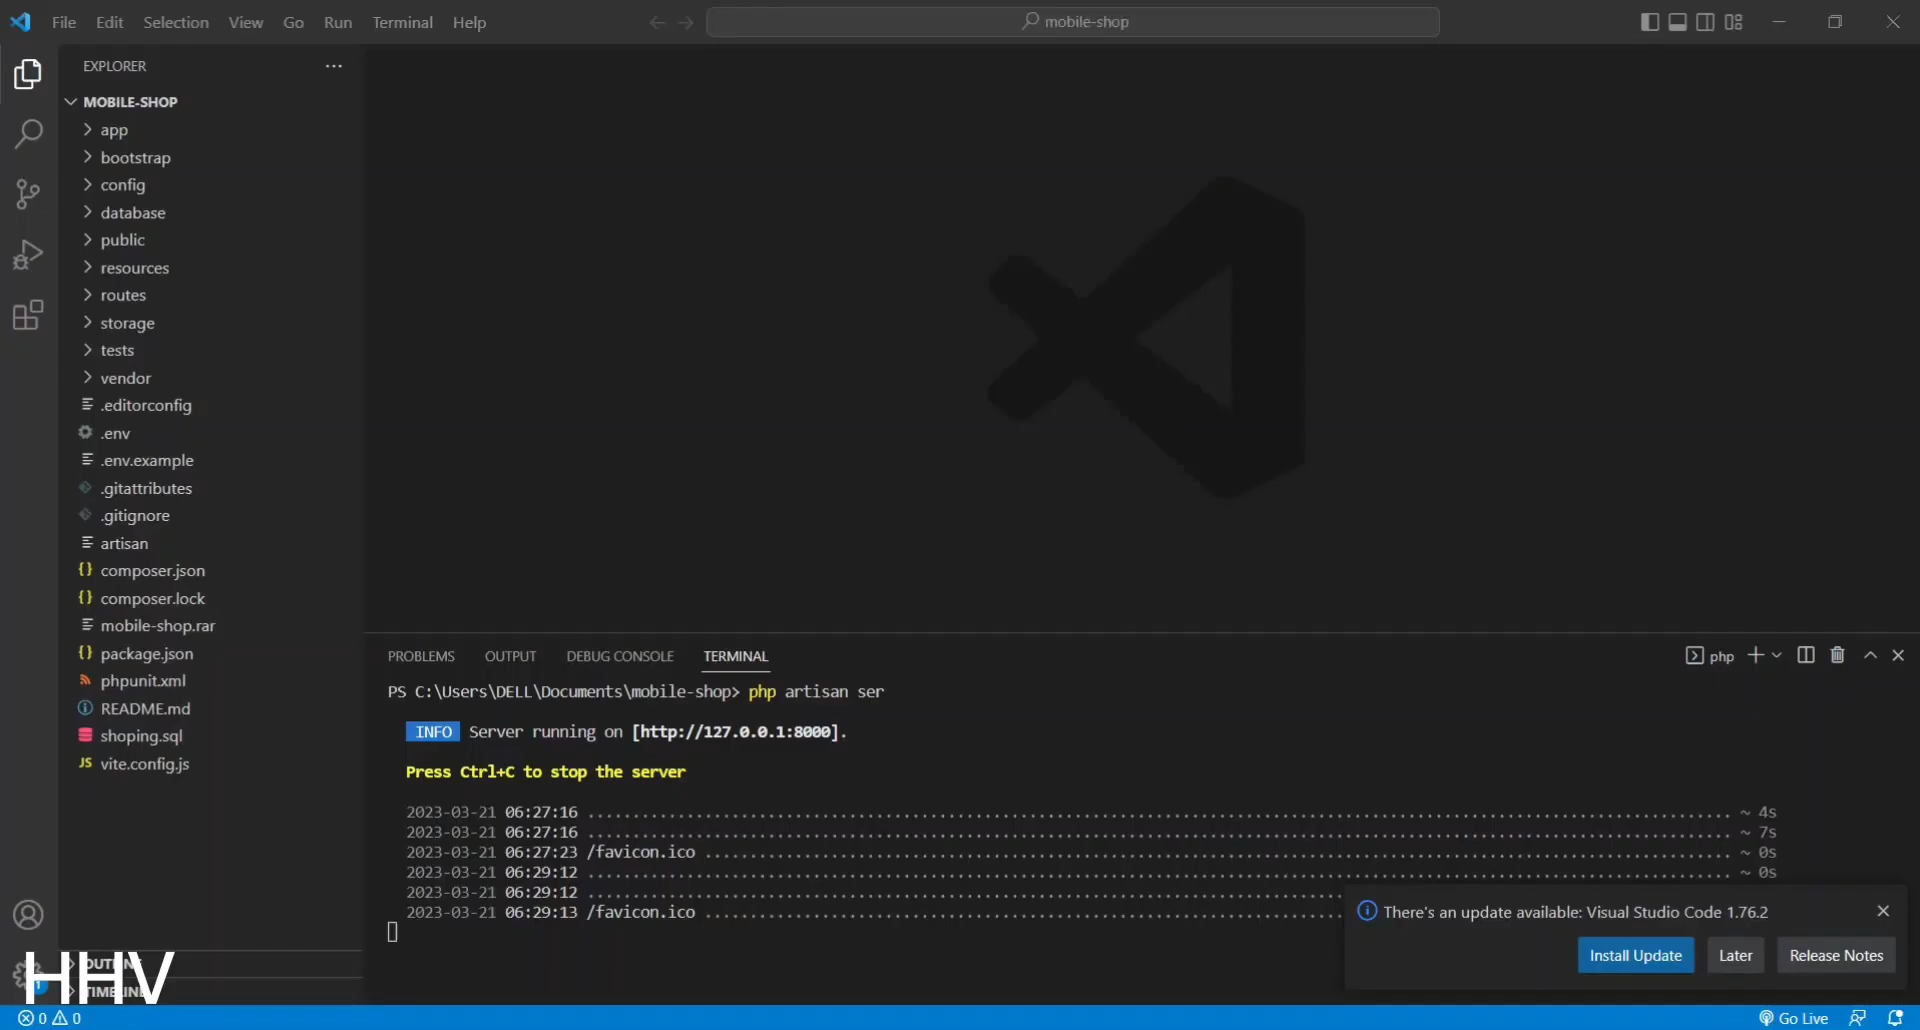 File Edit Selection View Go Run Terminal Help
mobile-shop
EXPLORER
MOBILE-SHOP
app
bootstrap
config
database
public
resources
routes
storage
tests
vendor
.editorconfig
.env
.env.example
.gitattributes
.gitignore
artisan
composer.json
composer.lock
mobile-shop.rar
package.json
phpunit.xml
README.md
shoping.sql
vite.config.js
OUTLINE
TIMELINE
HHV
1
PROBLEMS OUTPUT DEBUG CONSOLE TERMINAL
php
PS C:\Users\DELL\Documents\mobile-shop> php artisan ser
INFO Server running on [http://127.0.0.1:8000].
Press Ctrl+C to stop the server
2023-03-21 06:27:16 ........................................ ~ 4s
2023-03-21 06:27:16 ........................................ ~ 7s
2023-03-21 06:27:23 /favicon.ico ........................................ ~ 0s
2023-03-21 06:29:12 ........................................ ~ 0s
2023-03-21 06:29:12 ........................................
2023-03-21 06:29:13 /favicon.ico ........................................
There's an update available: Visual Studio Code 1.76.2
Install Update Later Release Notes
0 0
Go Live